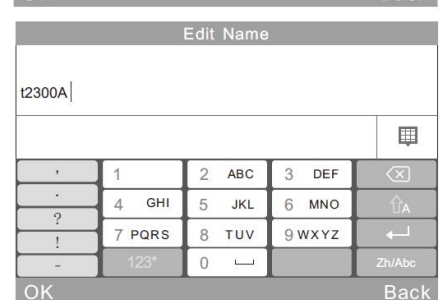 Edit Name
t2300A
,
1
2 ABC
3 DEF
.
4 GHI
5 JKL
6 MNO
A
?
7 PQRS
8 TUV
9 WXYZ
!
-
123*
0
Zh/Abc
OK
Back